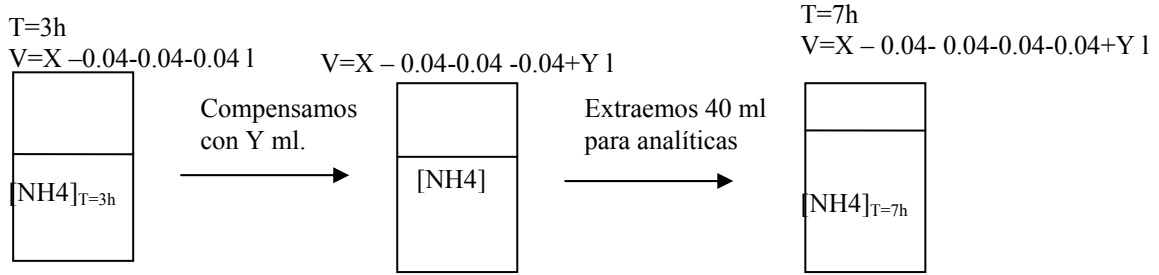 T=3h
V=X –0.04-0.04-0.04 l
V=X – 0.04-0.04 -0.04+Y l
T=7h
V=X – 0.04- 0.04-0.04-0.04+Y l
Compensamos
con Y ml.
Extraemos 40 ml
para analíticas
[NH4]T=3h
[NH4]
[NH4]T=7h